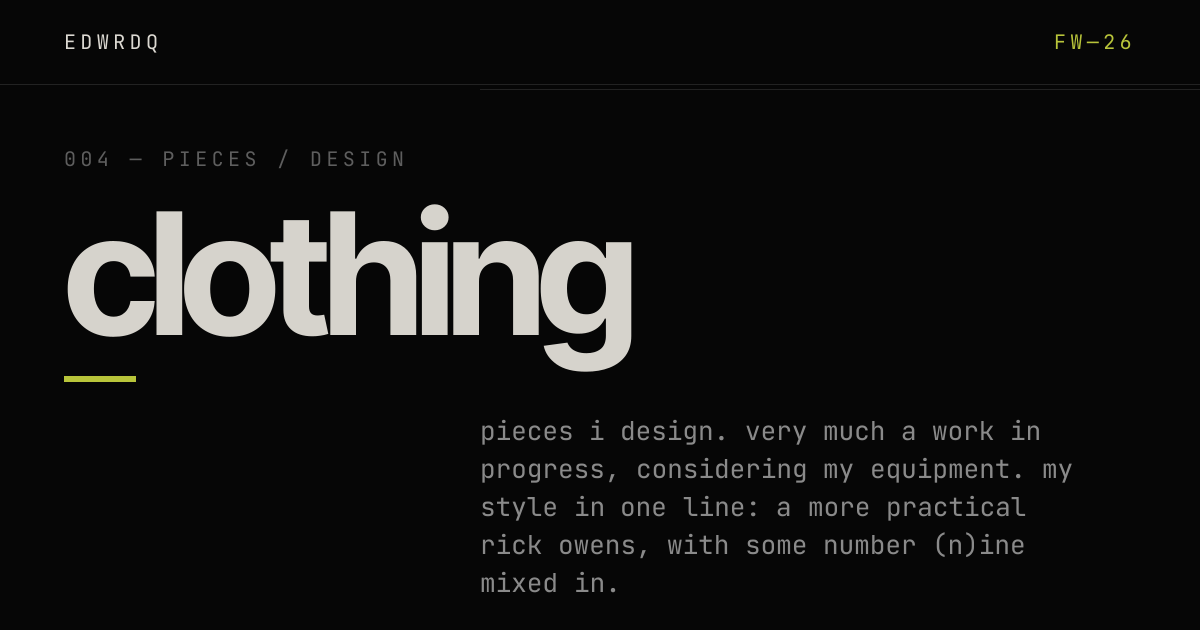 EDWRDQ
FW—26
004 — PIECES / DESIGN
clothing
pieces i design. very much a work in
progress, considering my equipment. my
style in one line: a more practical
rick owens, with some number (n)ine
mixed in.